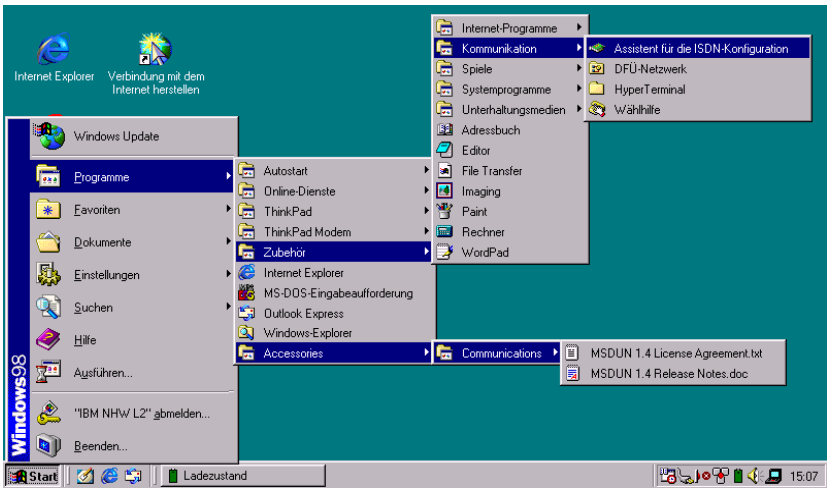 Internet Explorer
Verbindung mit dem
Internet herstellen
Windows Update
Programme
Favoriten
Dokumente
Einstellungen
Suchen
Hilfe
Ausführen...
"IBM NHW L2" abmelden...
Beenden...
Windows98
Autostart
Online-Dienste
ThinkPad
ThinkPad Modem
Zubehör
Internet Explorer
MS-DOS-Eingabeaufforderung
Outlook Express
Windows-Explorer
Accessories
Internet-Programme
Kommunikation
Spiele
Systemprogramme
Unterhaltungsmedien
Adressbuch
Editor
File Transfer
Imaging
Paint
Rechner
WordPad
Assistent für die ISDN-Konfiguration
DFÜ-Netzwerk
HyperTerminal
Wählhilfe
Communications
MSDUN 1.4 License Agreement.txt
MSDUN 1.4 Release Notes.doc
Start
Ladezustand
15:07